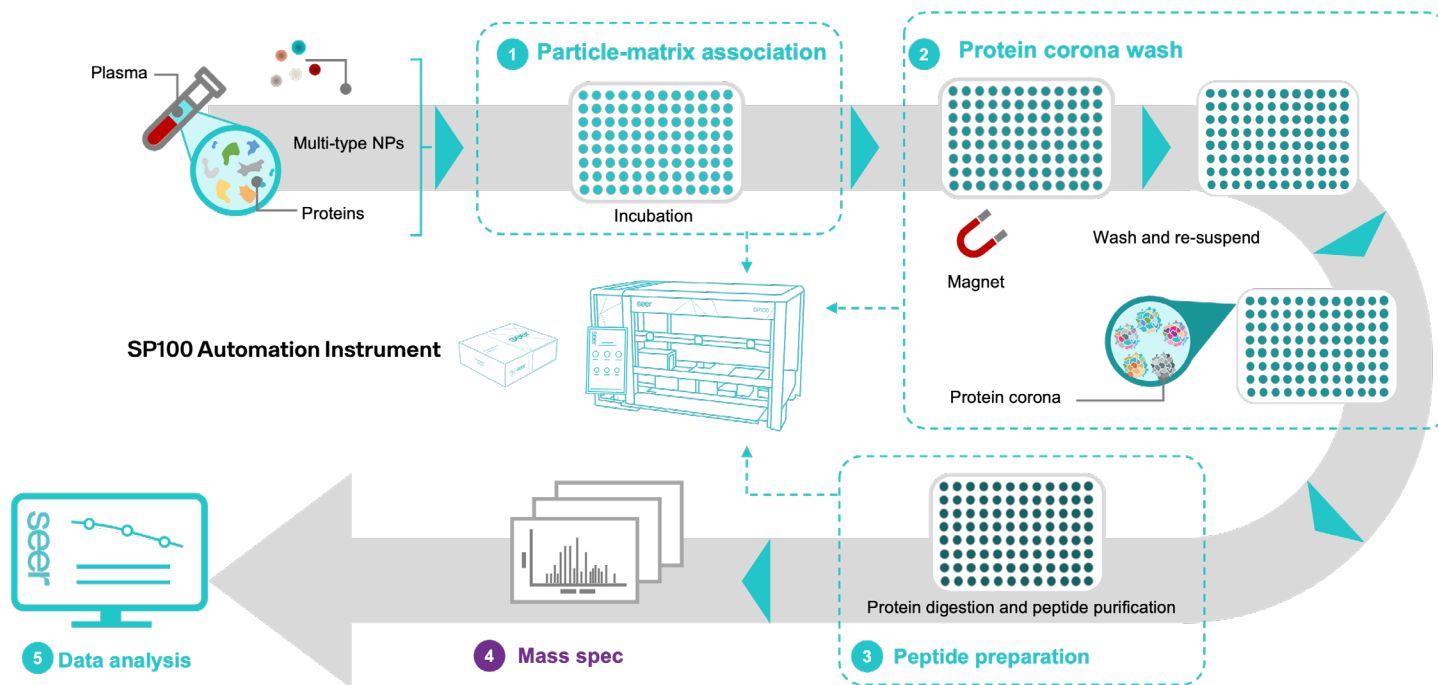 1 Particle-matrix association
2 Protein corona wash
Plasma
Multi-type NPs
Proteins
Incubation
Magnet
Wash and re-suspend
Protein corona
SP100 Automation Instrument
seer
seer
SP100
Protein digestion and peptide purification
3 Peptide preparation
4 Mass spec
seer
5 Data analysis